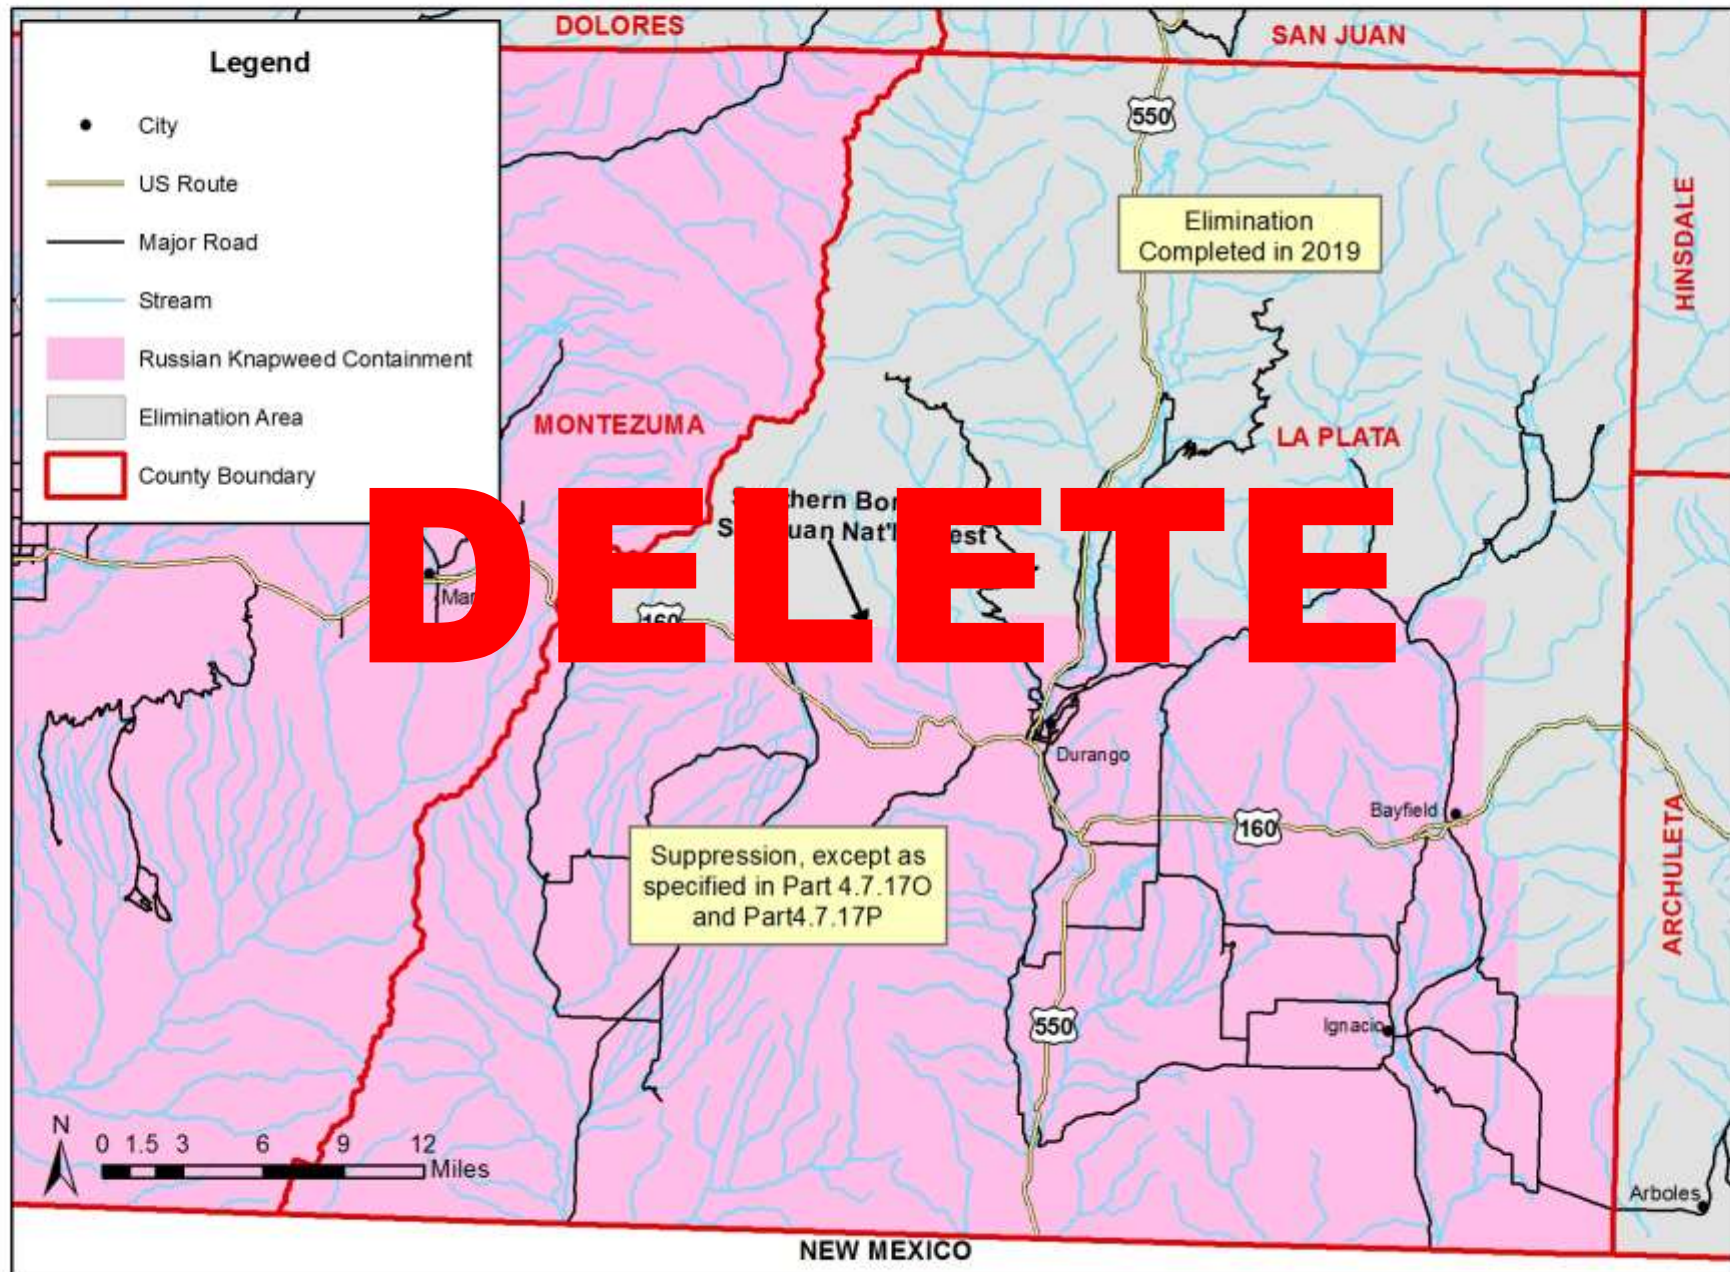 DOLORES
SAN JUAN
Legend
City
US Route
Major Road
Stream
Russian Knapweed Containment
Elimination Area
County Boundary
550
Elimination
Completed in 2019
HINSDALE
MONTEZUMA
LA PLATA
DELETE
Nat'l
160
Durango
Bayfield
160
ARCHULETA
Suppression, except as
specified in Part 4.7.17O
and Part4.7.17P
550
Ignacio
N
0 1.5 3 6 9 12
Miles
Arboles
NEW MEXICO